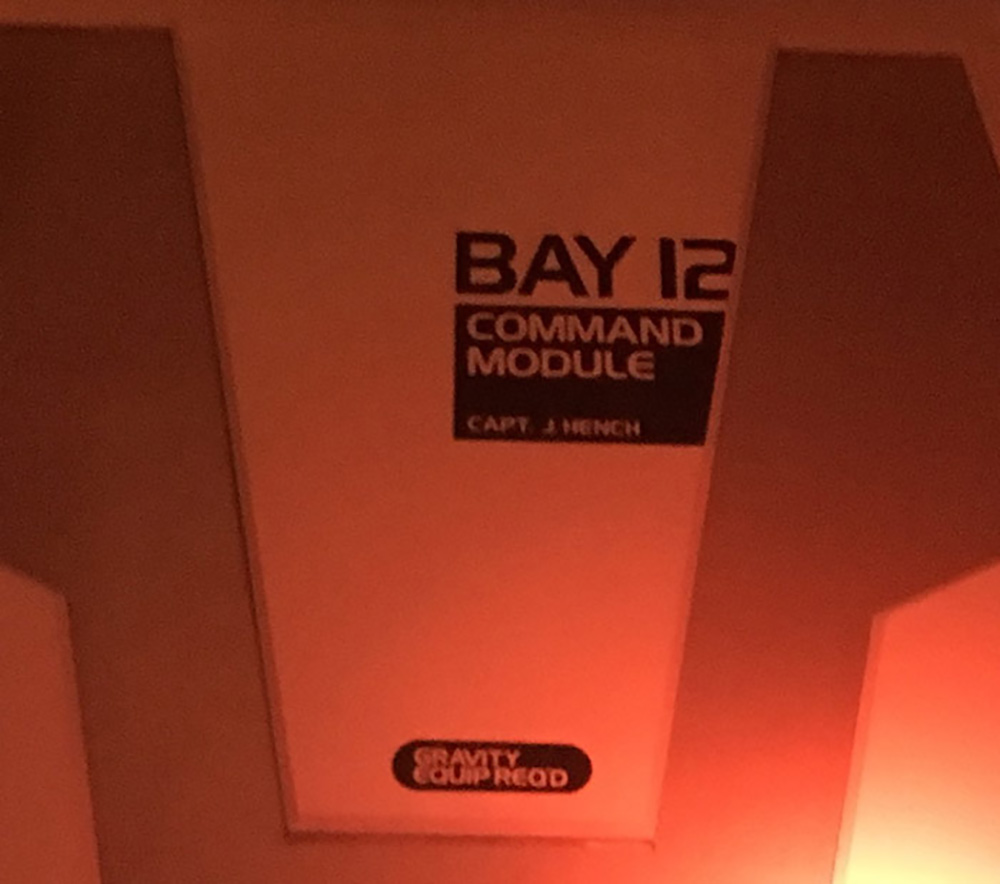 BAY 12
COMMAND
MODULE
CAPT. J. HENCH
GRAVITY
EQUIP REQ'D